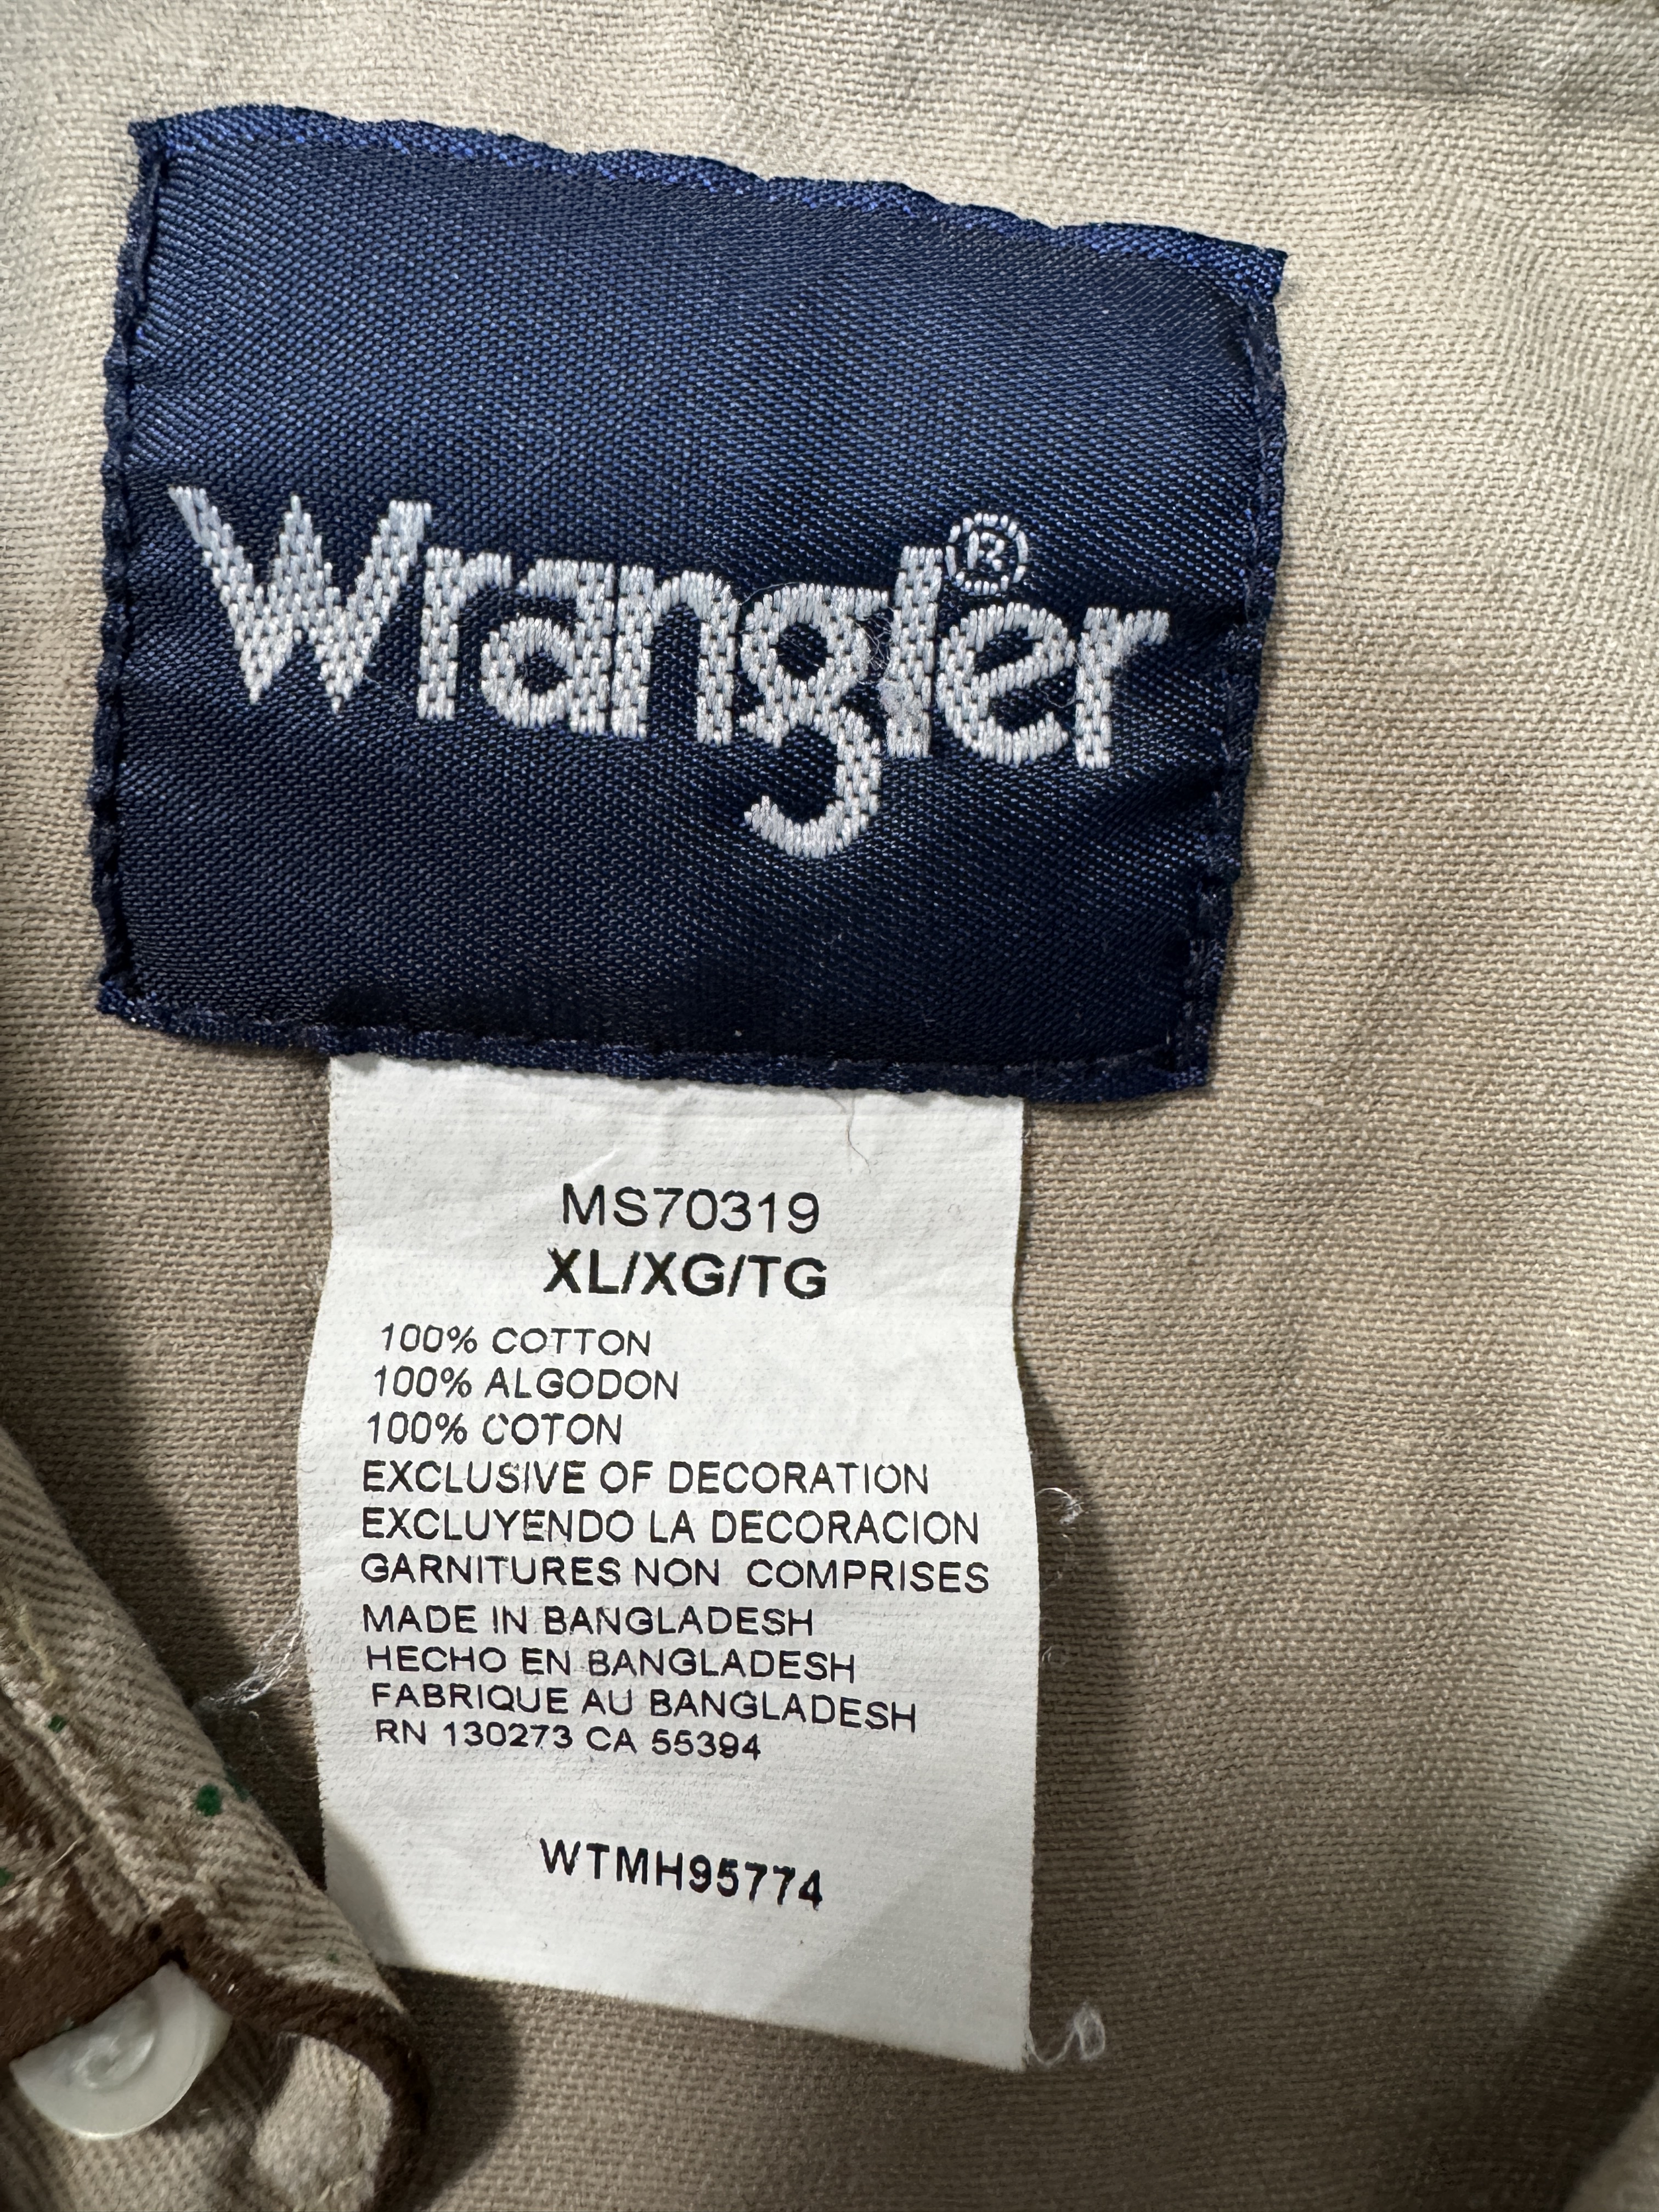 Wrangler®
MS70319
XL/XG/TG
100% COTTON
100% ALGODON
100% COTON
EXCLUSIVE OF DECORATION
EXCLUYENDO LA DECORACION
GARNITURES NON COMPRISES
MADE IN BANGLADESH
HECHO EN BANGLADESH
FABRIQUE AU BANGLADESH
RN 130273 CA 55394
WTMH95774